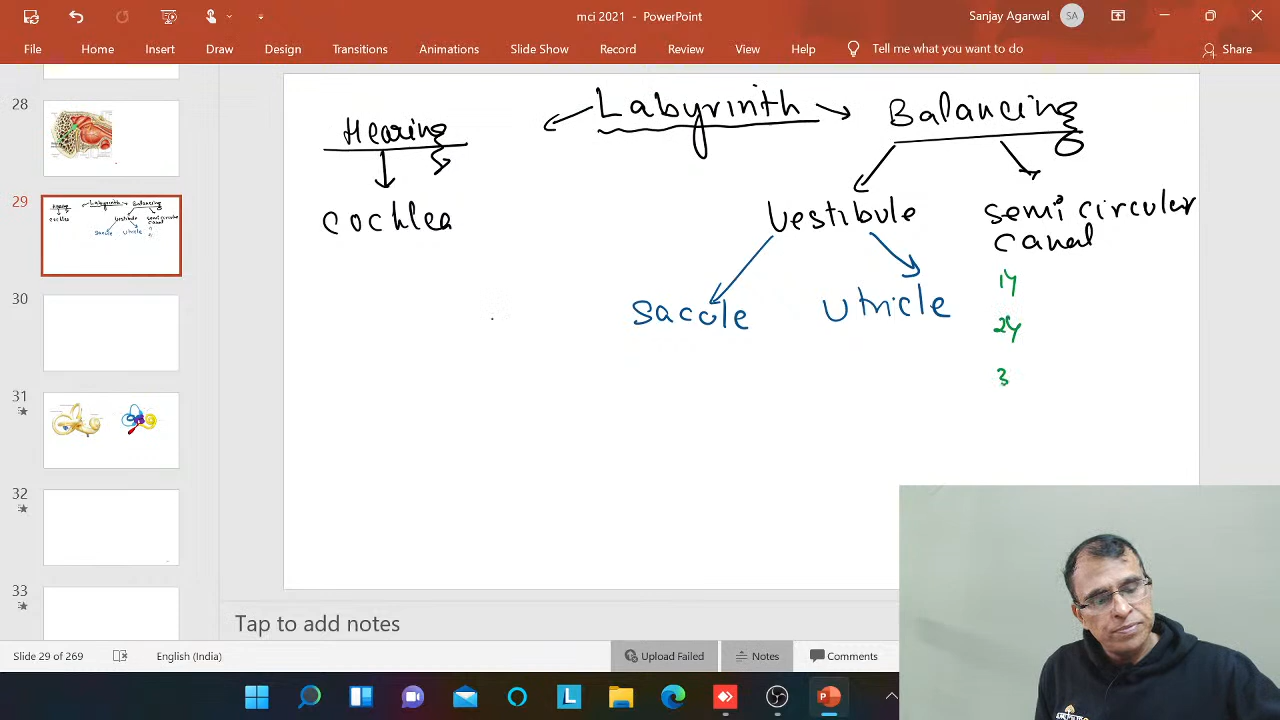 mci 2021 - PowerPoint
Sanjay Agarwal
SA
File
Home
Insert
Draw
Design
Transitions
Animations
Slide Show
Record
Review
View
Help
Tell me what you want to do
Share
28
29
30
31
32
33
Labyrinth
Hearing
Balancing
cochlea
Vestibule
semi circular
canal
Saccule
Utricle
3
Tap to add notes
Slide 29 of 269
English (India)
Upload Failed
Notes
Comments